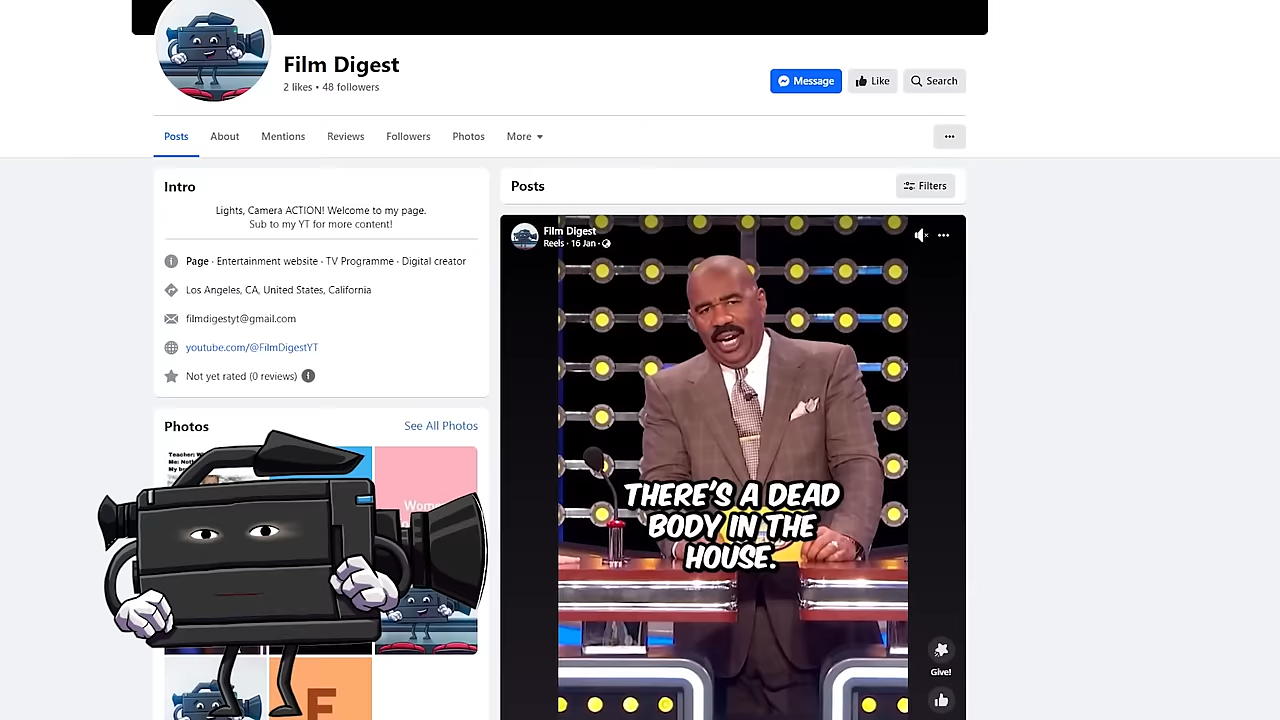 Film Digest
2 likes • 48 followers
Message
Like
Search
Posts
About
Mentions
Reviews
Followers
Photos
More
Intro
Lights, Camera ACTION! Welcome to my page.
Sub to my YT for more content!
Page · Entertainment website · TV Programme · Digital creator
Los Angeles, CA, United States, California
filmdigestyt@gmail.com
youtube.com/@FilmDigestYT
Not yet rated (0 reviews)
Photos
See All Photos
Teacher:
Me:
F
Posts
Filters
Film Digest
Reels · 16 Jan ·
THERE'S A DEAD
BODY IN THE
HOUSE.
Give!